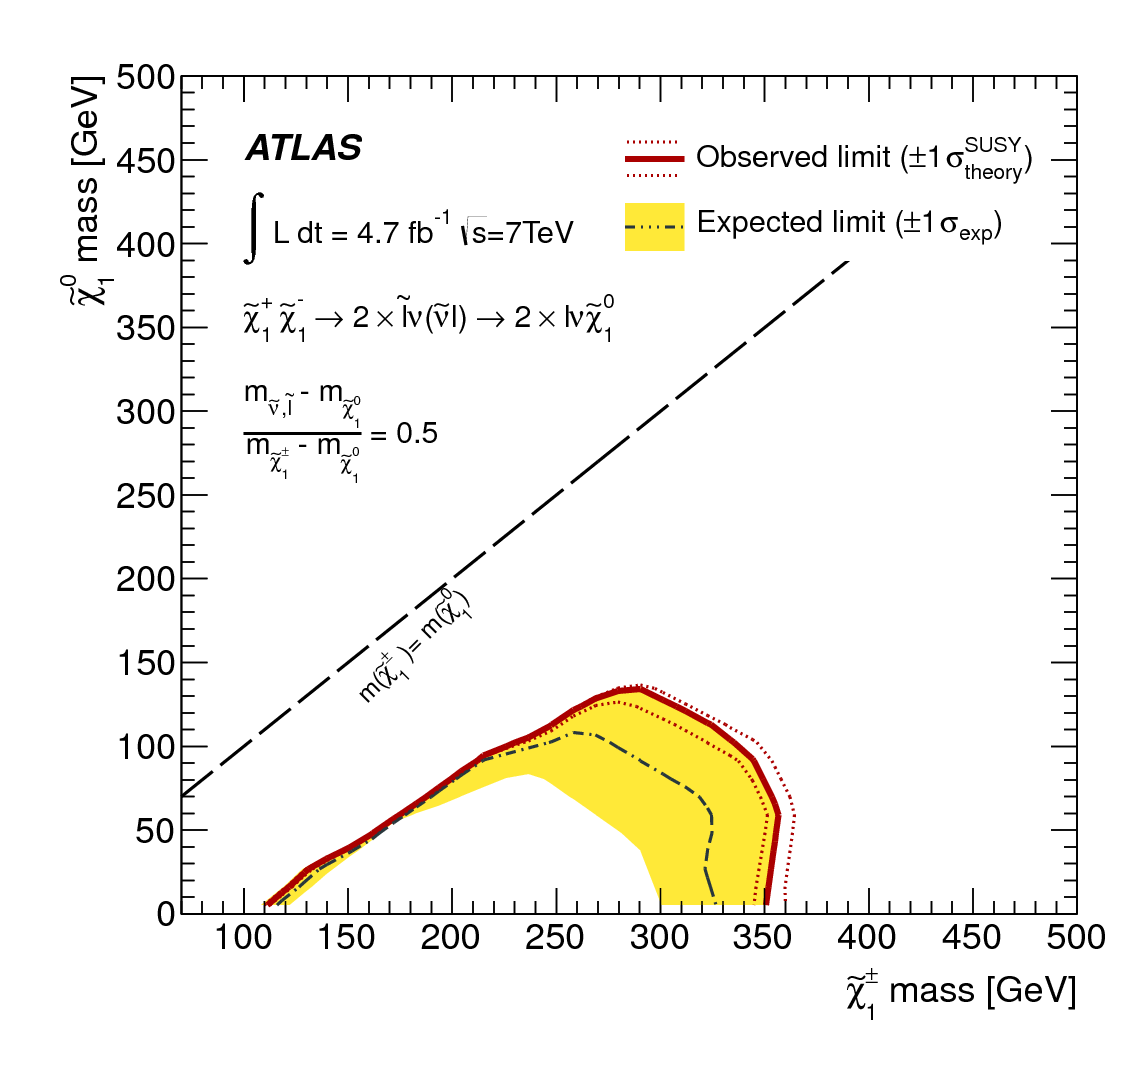 ATLAS
∫ L dt = 4.7 fb⁻¹ √s=7TeV
χ̃₁⁺ χ̃₁⁻ → 2 × l̃ν(ν̃l) → 2 × lνχ̃₁⁰
m_ν̃,l̃ - m_χ̃₁⁰
m_χ̃₁± - m_χ̃₁⁰
= 0.5
Observed limit (±1 σ^SUSY_theory)
Expected limit (±1 σ_exp)
m(χ̃₁±)= m(χ̃₁⁰)
χ̃₁⁰ mass [GeV]
500
450
400
350
300
250
200
150
100
50
0
100 150 200 250 300 350 400 450 500
χ̃₁± mass [GeV]